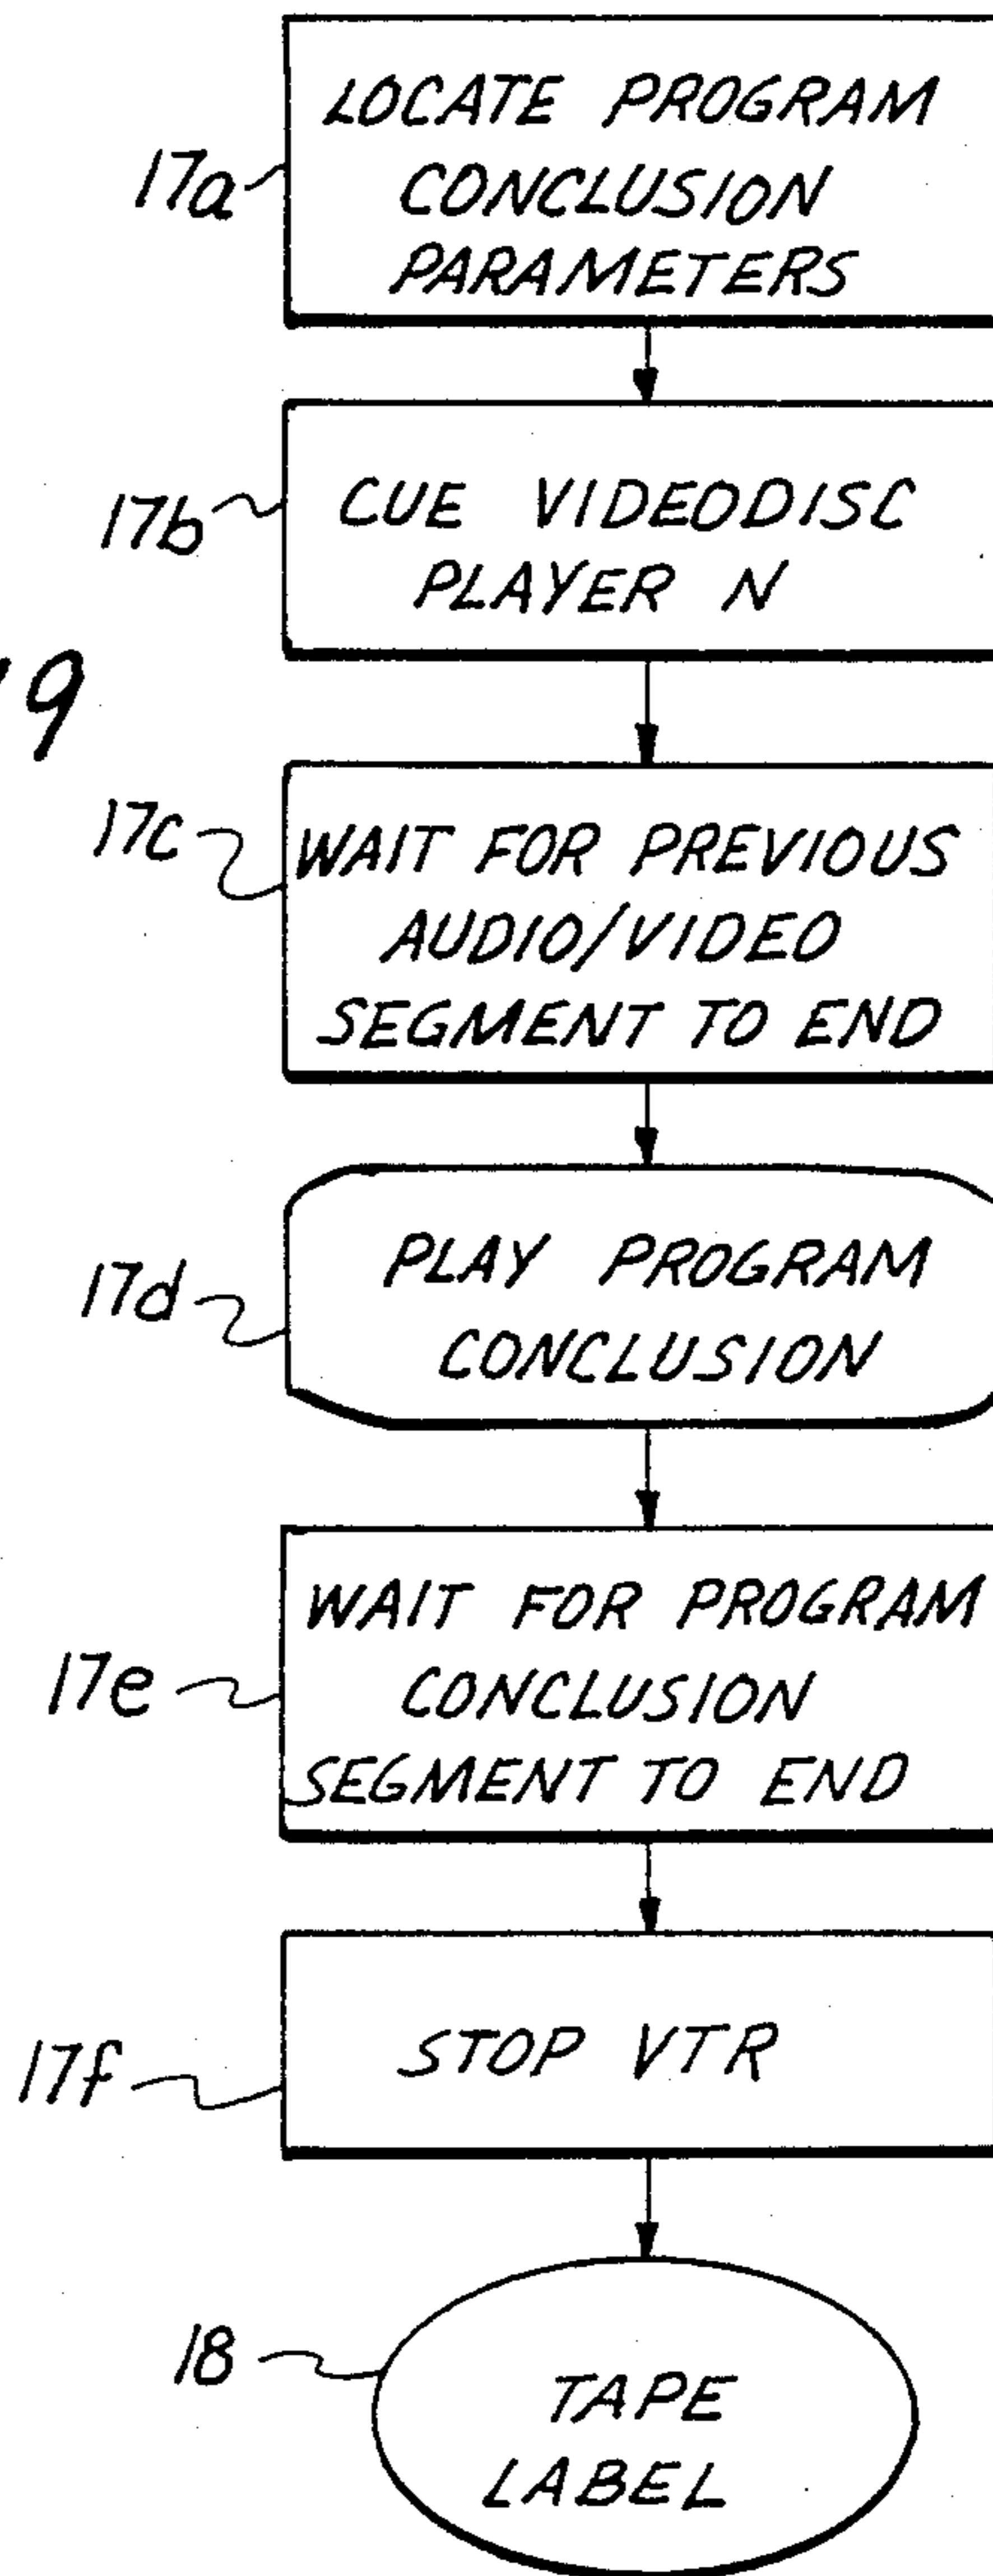 LOCATE PROGRAM
CONCLUSION
PARAMETERS
17a
CUE VIDEODISC
PLAYER N
17b
9
WAIT FOR PREVIOUS
AUDIO/VIDEO
SEGMENT TO END
17c
PLAY PROGRAM
CONCLUSION
17d
WAIT FOR PROGRAM
CONCLUSION
SEGMENT TO END
17e
STOP VTR
17f
TAPE
LABEL
18